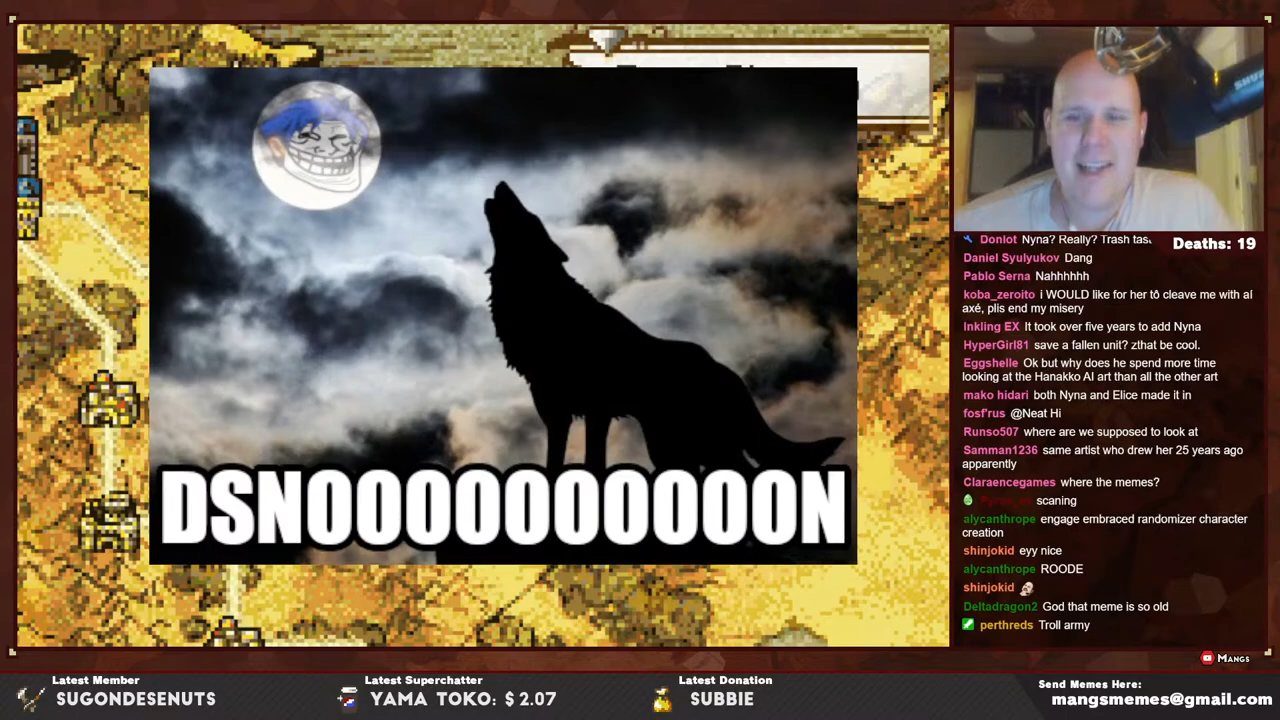 DSNOOOOOOOOOOON
Doniot Nyna? Really? Trash tas
Deaths: 19
Daniel Syulyukov Dang
Pablo Serna Nahhhhhh
koba_zeroito i WOULD like for her tô cleave me with aí
axé, plis end my misery
Inkling EX It took over five years to add Nyna
HyperGirl81 save a fallen unit? zthat be cool.
Eggshelle Ok but why does he spend more time
looking at the Hanakko AI art than all the other art
mako hidari both Nyna and Elice made it in
fosf'rus @Neat Hi
Runso507 where are we supposed to look at
Samman1236 same artist who drew her 25 years ago
apparently
Claraencegames where the memes?
scaning
alycanthrope engage embraced randomizer character
creation
shinjokid eyy nice
alycanthrope ROODE
shinjokid
Deltadragon2 God that meme is so old
perthreds Troll army
MANGS
Latest Member
SUGONDESENUTS
Latest Superchatter
YAMA TOKO: $ 2.07
Latest Donation
SUBBIE
Send Memes Here:
mangsmemes@gmail.com